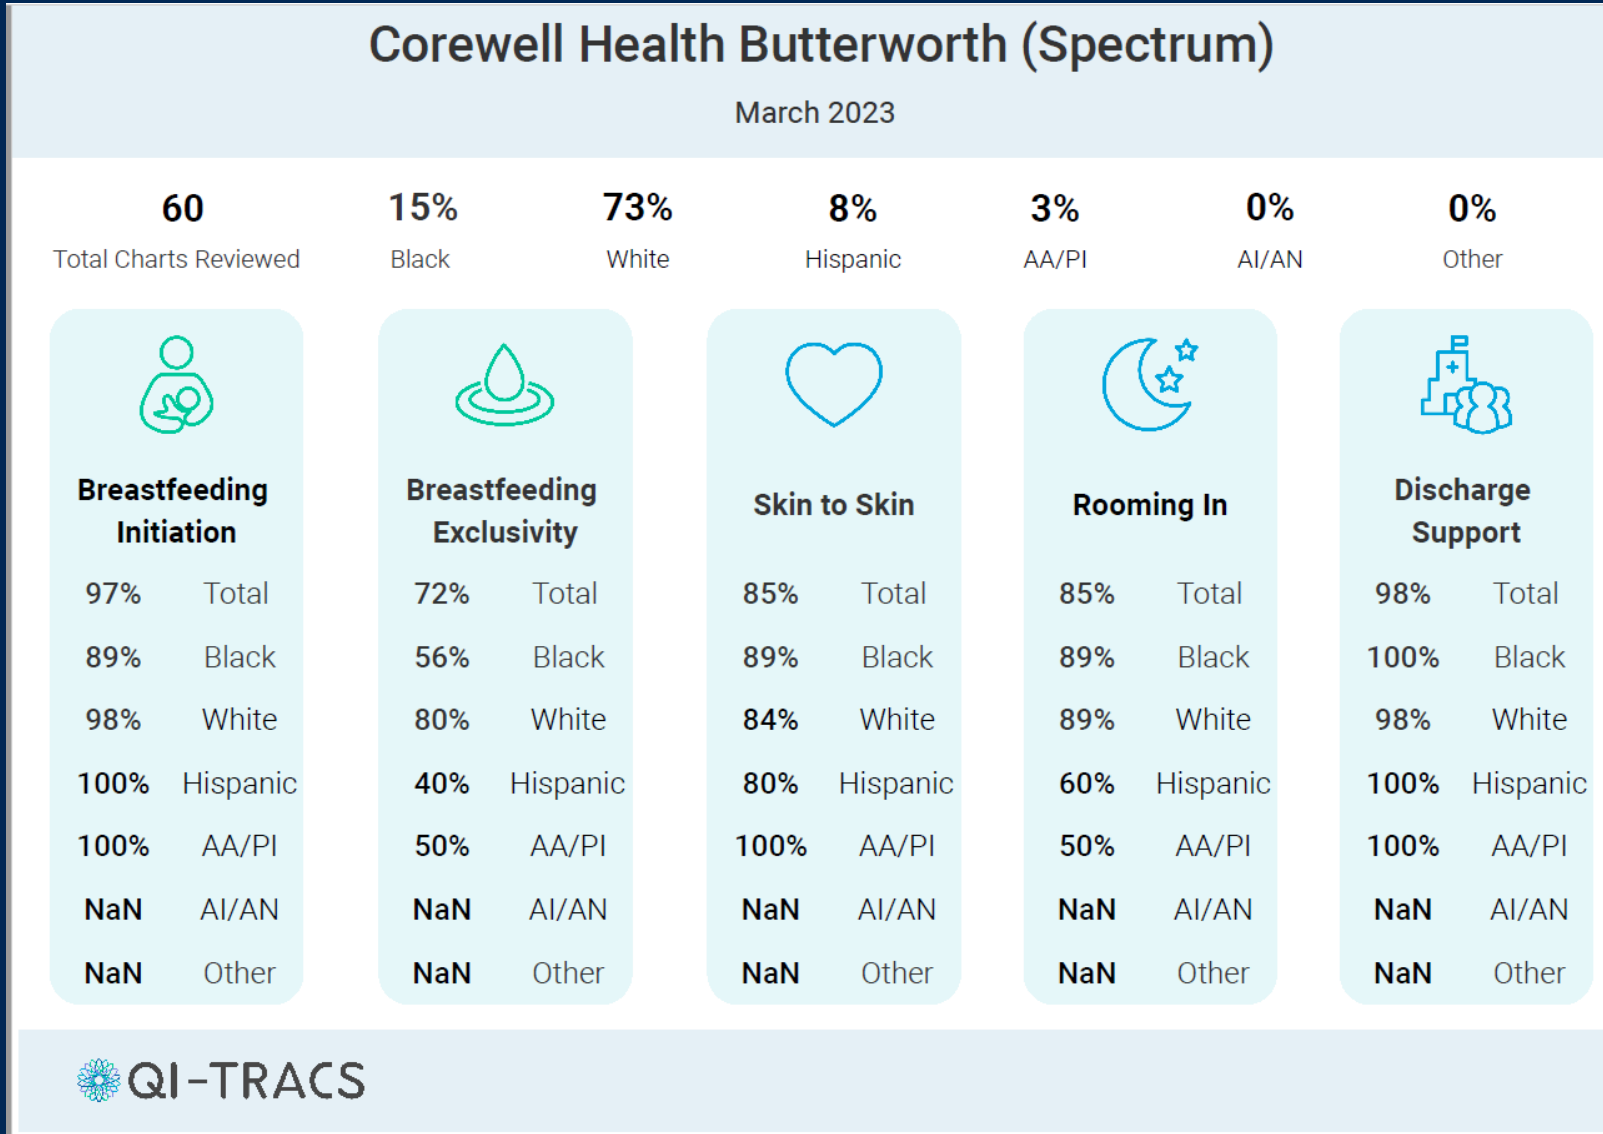 Corewell Health Butterworth (Spectrum)
March 2023
60 15% 73% 8% 3% 0% 0%
Total Charts Reviewed Black White Hispanic AA/PI AI/AN Other
Breastfeeding Initiation
97% Total
89% Black
98% White
100% Hispanic
100% AA/PI
NaN AI/AN
NaN Other
Breastfeeding Exclusivity
72% Total
56% Black
80% White
40% Hispanic
50% AA/PI
NaN AI/AN
NaN Other
Skin to Skin
85% Total
89% Black
84% White
80% Hispanic
100% AA/PI
NaN AI/AN
NaN Other
Rooming In
85% Total
89% Black
89% White
60% Hispanic
50% AA/PI
NaN AI/AN
NaN Other
Discharge Support
98% Total
100% Black
98% White
100% Hispanic
100% AA/PI
NaN AI/AN
NaN Other
QI-TRACS